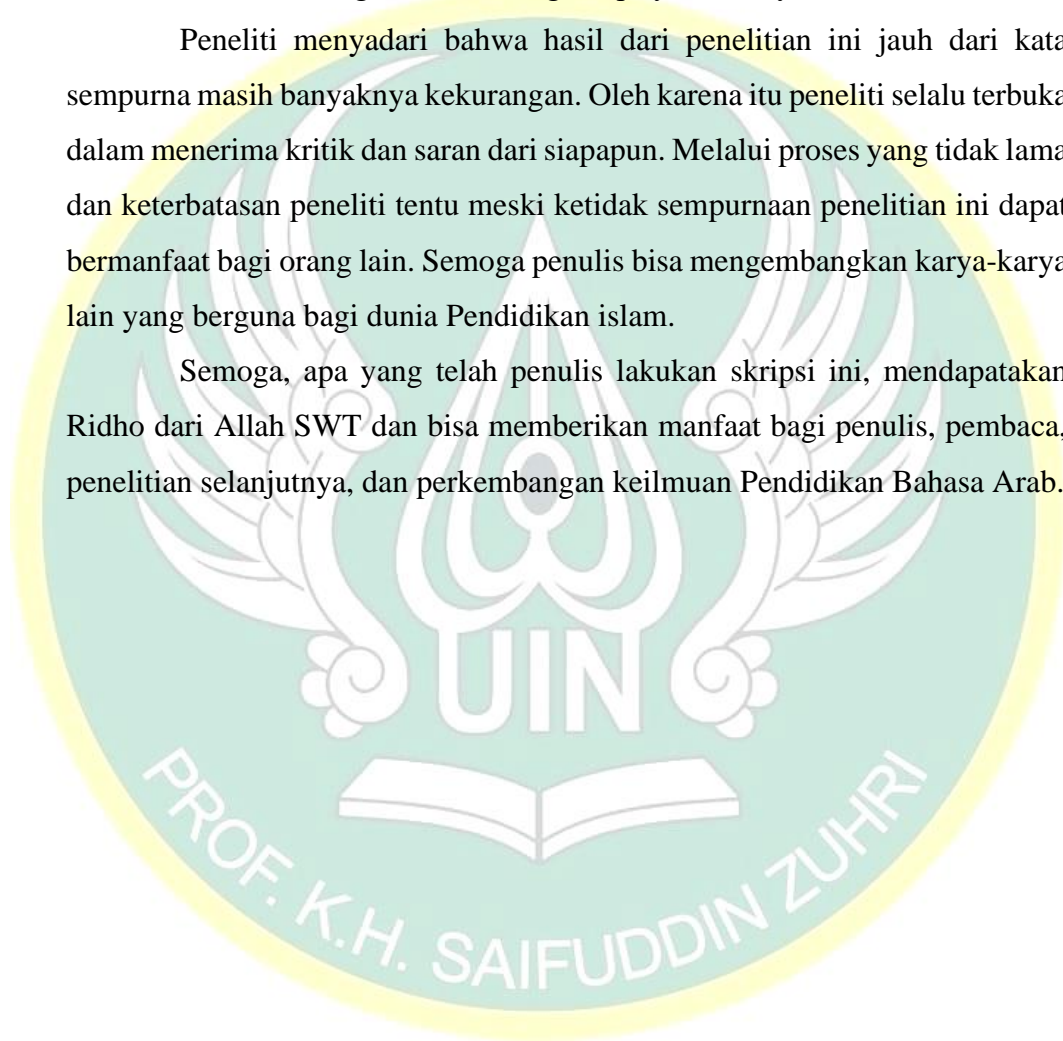 Peneliti menyadari bahwa hasil dari penelitian ini jauh dari kata
sempurna masih banyaknya kekurangan. Oleh karena itu peneliti selalu terbuka
dalam menerima kritik dan saran dari siapapun. Melalui proses yang tidak lama
dan keterbatasan peneliti tentu meski ketidak sempurnaan penelitian ini dapat
bermanfaat bagi orang lain. Semoga penulis bisa mengembangkan karya-karya
lain yang berguna bagi dunia Pendidikan islam.
Semoga, apa yang telah penulis lakukan skripsi ini, mendapatakan
Ridho dari Allah SWT dan bisa memberikan manfaat bagi penulis, pembaca,
penelitian selanjutnya, dan perkembangan keilmuan Pendidikan Bahasa Arab.
UIN
PROF. K.H. SAIFUDDIN ZUHRI